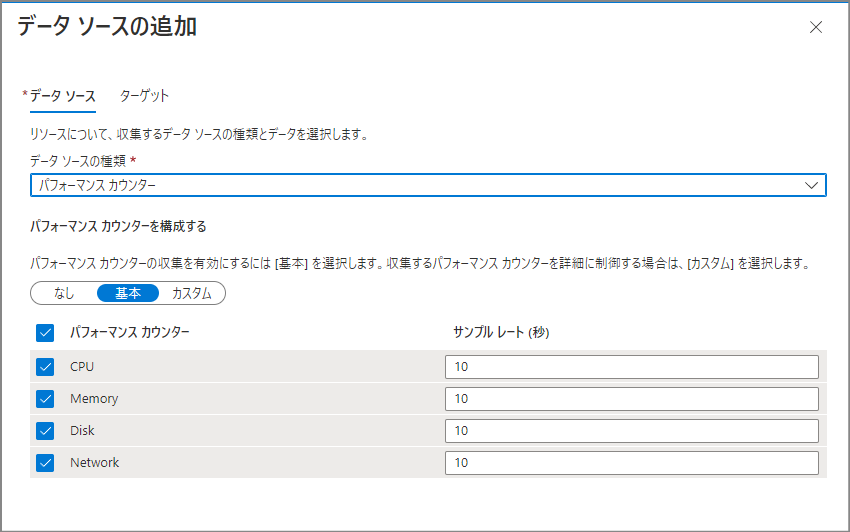 データ ソースの追加
*データ ソース ターゲット
リソースについて、収集するデータ ソースの種類とデータを選択します。
データ ソースの種類 *
パフォーマンス カウンター
パフォーマンス カウンターを構成する
パフォーマンス カウンターの収集を有効にするには [基本] を選択します。収集するパフォーマンス カウンターを詳細に制御する場合は、[カスタム] を選択します。
なし 基本 カスタム
パフォーマンス カウンター サンプル レート (秒)
CPU 10
Memory 10
Disk 10
Network 10